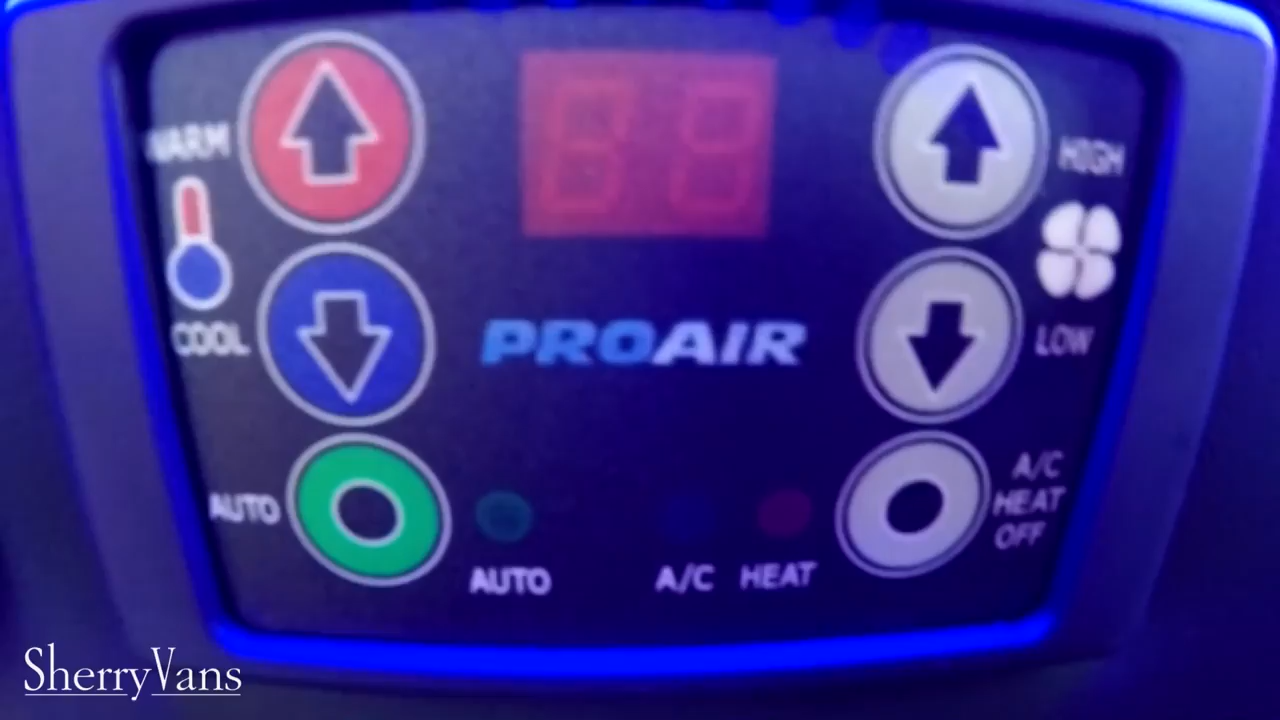 WARM
HIGH
COOL
PROAIR
LOW
AUTO
A/C
HEAT
OFF
AUTO
A/C HEAT
SherryVans